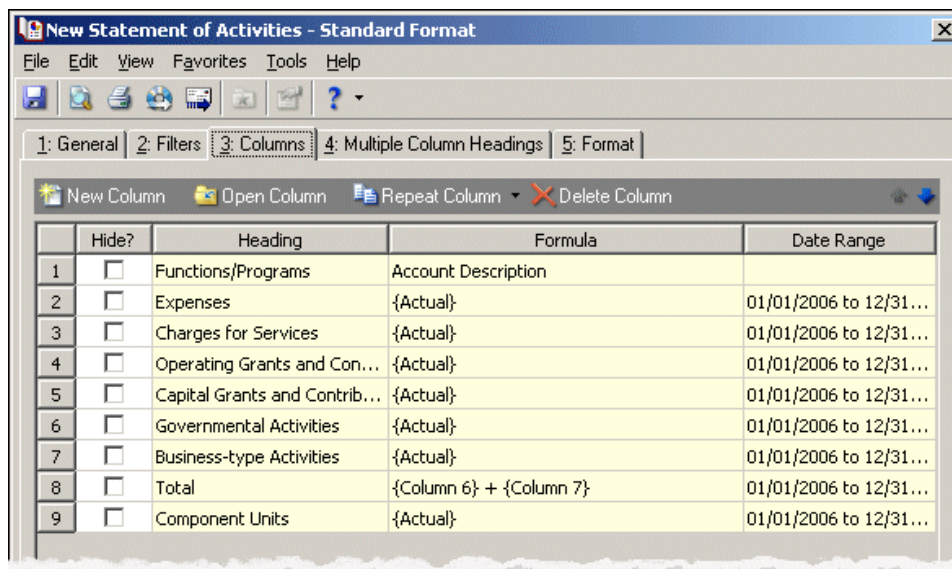 New Statement of Activities - Standard Format
File Edit View Favorites Tools Help
1: General 2: Filters 3: Columns 4: Multiple Column Headings 5: Format
New Column Open Column Repeat Column Delete Column
Hide? Heading Formula Date Range
1 Functions/Programs Account Description
2 Expenses {Actual} 01/01/2006 to 12/31...
3 Charges for Services {Actual} 01/01/2006 to 12/31...
4 Operating Grants and Con... {Actual} 01/01/2006 to 12/31...
5 Capital Grants and Contrib... {Actual} 01/01/2006 to 12/31...
6 Governmental Activities {Actual} 01/01/2006 to 12/31...
7 Business-type Activities {Actual} 01/01/2006 to 12/31...
8 Total {Column 6} + {Column 7} 01/01/2006 to 12/31...
9 Component Units {Actual} 01/01/2006 to 12/31...